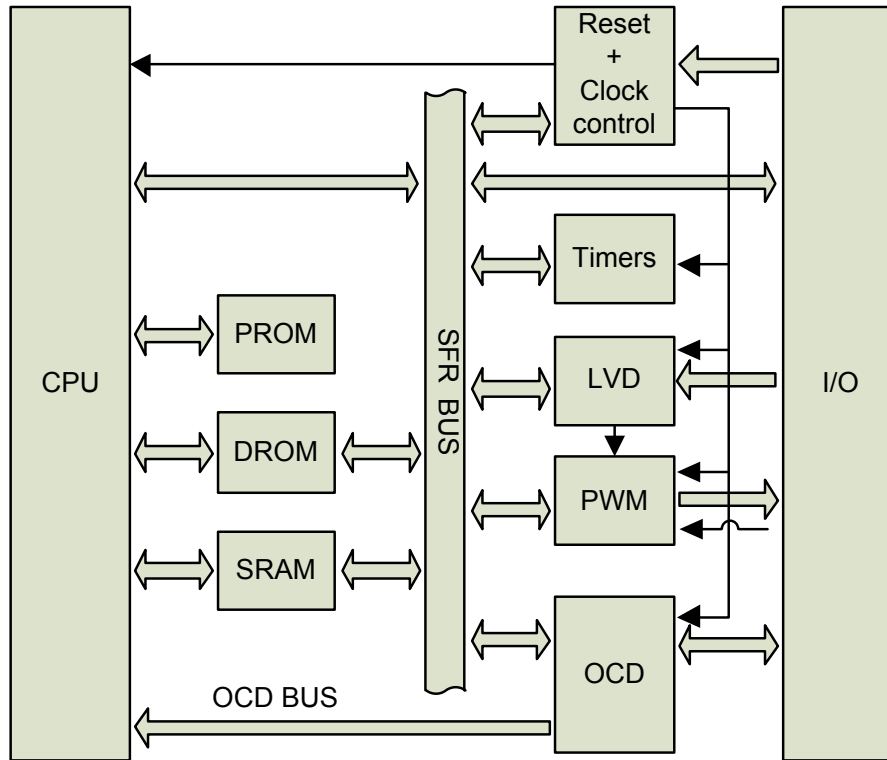 Reset
+
Clock
control
Timers
PROM
SFR BUS
CPU
LVD
I/O
DROM
PWM
SRAM
OCD
OCD BUS